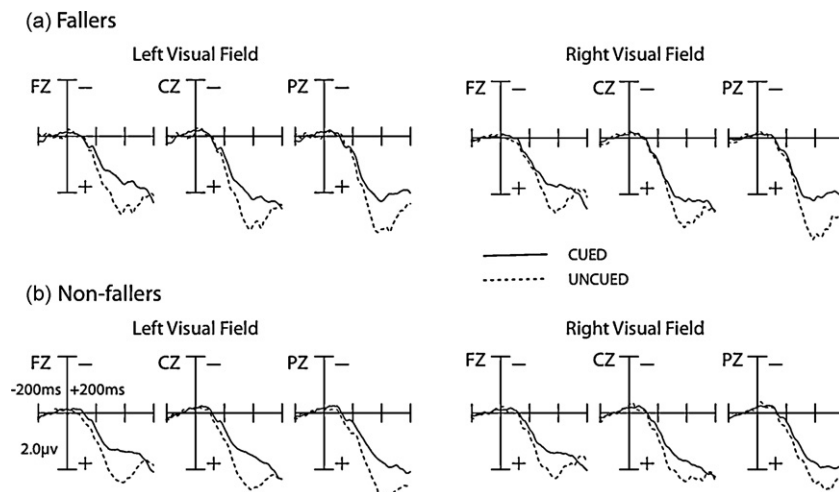 (a) Fallers
Left Visual Field
Right Visual Field
FZ − CZ − PZ − FZ − CZ − PZ −
+ + + + + +
CUED
UNCUED
(b) Non-fallers
Left Visual Field
Right Visual Field
FZ − CZ − PZ − FZ − CZ − PZ −
-200ms +200ms
2.0μv + + + + + +